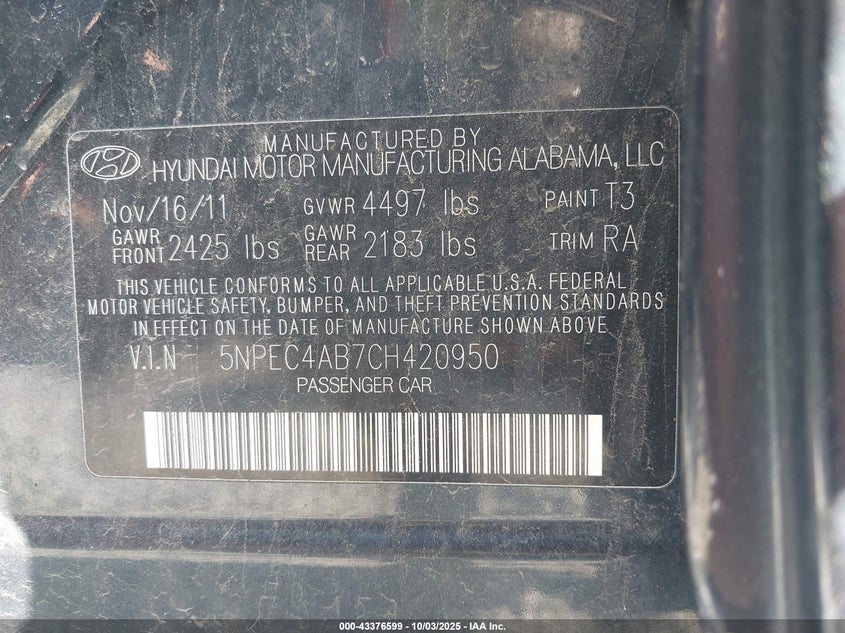 MANUFACTURED BY
HYUNDAI MOTOR MANUFACTURING ALABAMA, LLC
Nov/16/11 GVWR 4497 lbs PAINT T3
GAWR FRONT 2425 lbs GAWR REAR 2183 lbs TRIM RA
THIS VEHICLE CONFORMS TO ALL APPLICABLE U.S.A. FEDERAL
MOTOR VEHICLE SAFETY, BUMPER, AND THEFT PREVENTION STANDARDS
IN EFFECT ON THE DATE OF MANUFACTURE SHOWN ABOVE
V.I.N 5NPEC4AB7CH420950
PASSENGER CAR
000-43376599 - 10/03/2025 - IAA Inc.